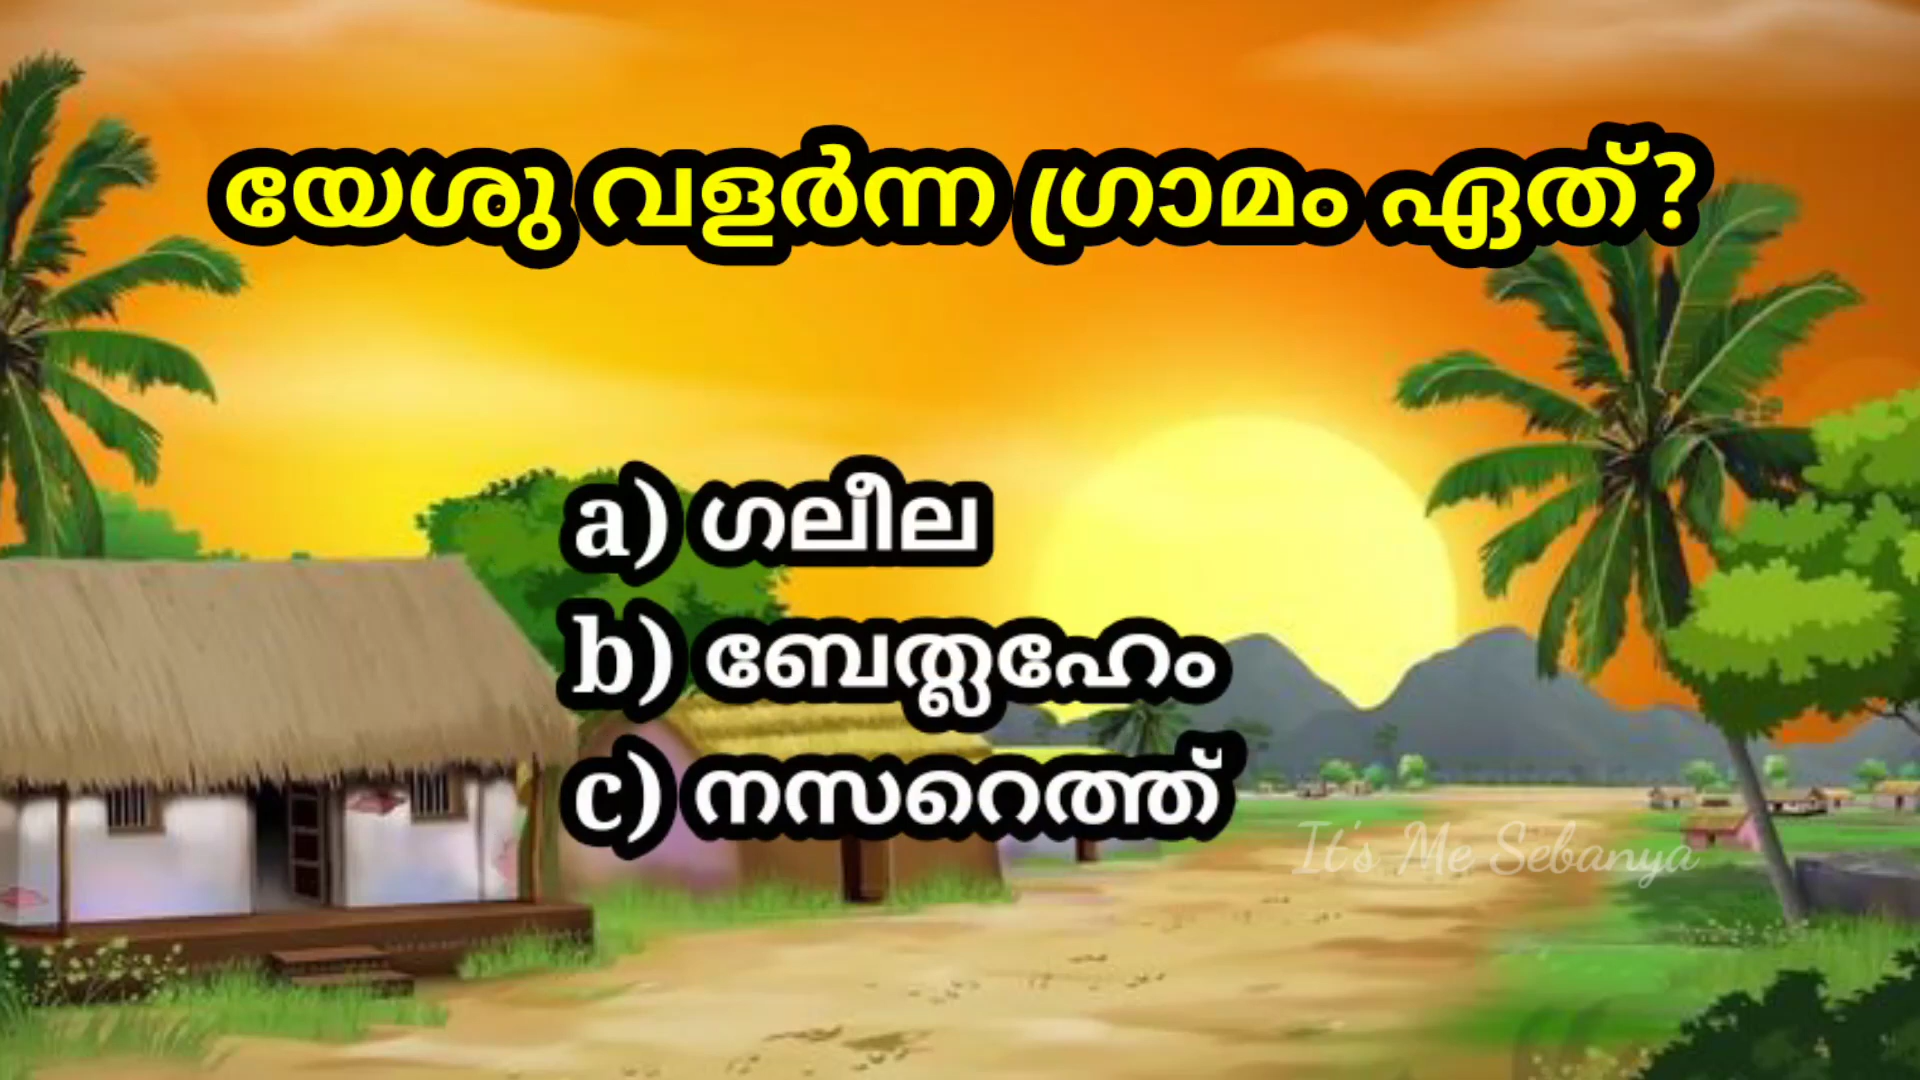 യേശു വളർന്ന ഗ്രാമം ഏത്?
a) ഗലീല
b) ബേത്ലഹേം
c) നസറെത്ത്
It's Me Sebanya